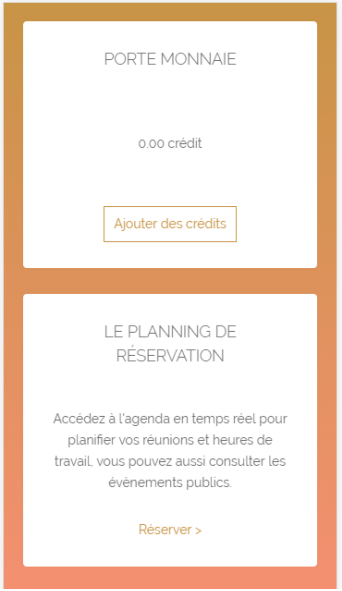 PORTE MONNAIE
0.00 crédit
Ajouter des crédits
LE PLANNING DE
RÉSERVATION
Accédez à l'agenda en temps réel pour
planifier vos réunions et heures de
travail, vous pouvez aussi consulter les
évènements publics.
Réserver >